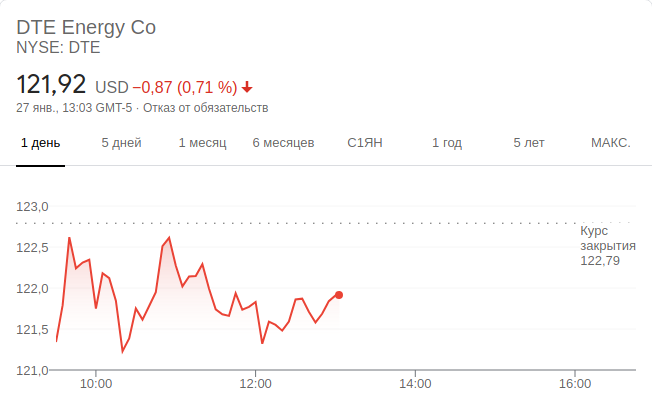 DTE Energy Co
NYSE: DTE
121,92 USD −0,87 (0,71 %)
27 янв., 13:03 GMT-5 · Отказ от обязательств
1 день 5 дней 1 месяц 6 месяцев С1ЯН 1 год 5 лет МАКС.
123,0
Курс
закрытия
122,79
122,5
122,0
121,5
121,0
10:00 12:00 14:00 16:00